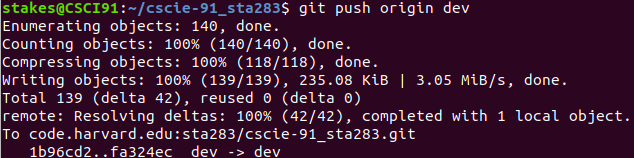 stakes@CSCI91:~/cscie-91_sta283$ git push origin dev
Enumerating objects: 140, done.
Counting objects: 100% (140/140), done.
Compressing objects: 100% (118/118), done.
Writing objects: 100% (139/139), 235.08 KiB | 3.05 MiB/s, done.
Total 139 (delta 42), reused 0 (delta 0)
remote: Resolving deltas: 100% (42/42), completed with 1 local object.
To code.harvard.edu:sta283/cscie-91_sta283.git
   1b96cd2..fa324ec  dev -> dev